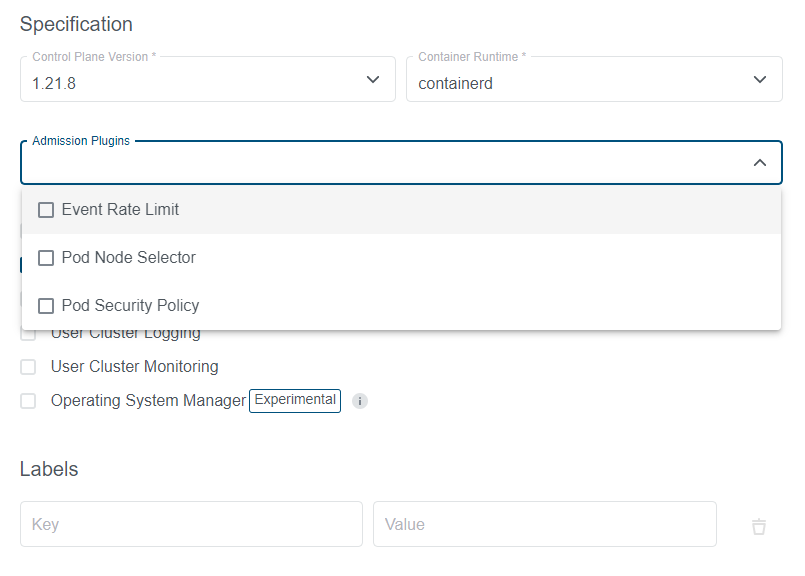 Specification
Control Plane Version *
Container Runtime *
1.21.8
containerd
Admission Plugins
Event Rate Limit
Pod Node Selector
Pod Security Policy
User Cluster Logging
User Cluster Monitoring
Operating System Manager Experimental i
Labels
Key
Value